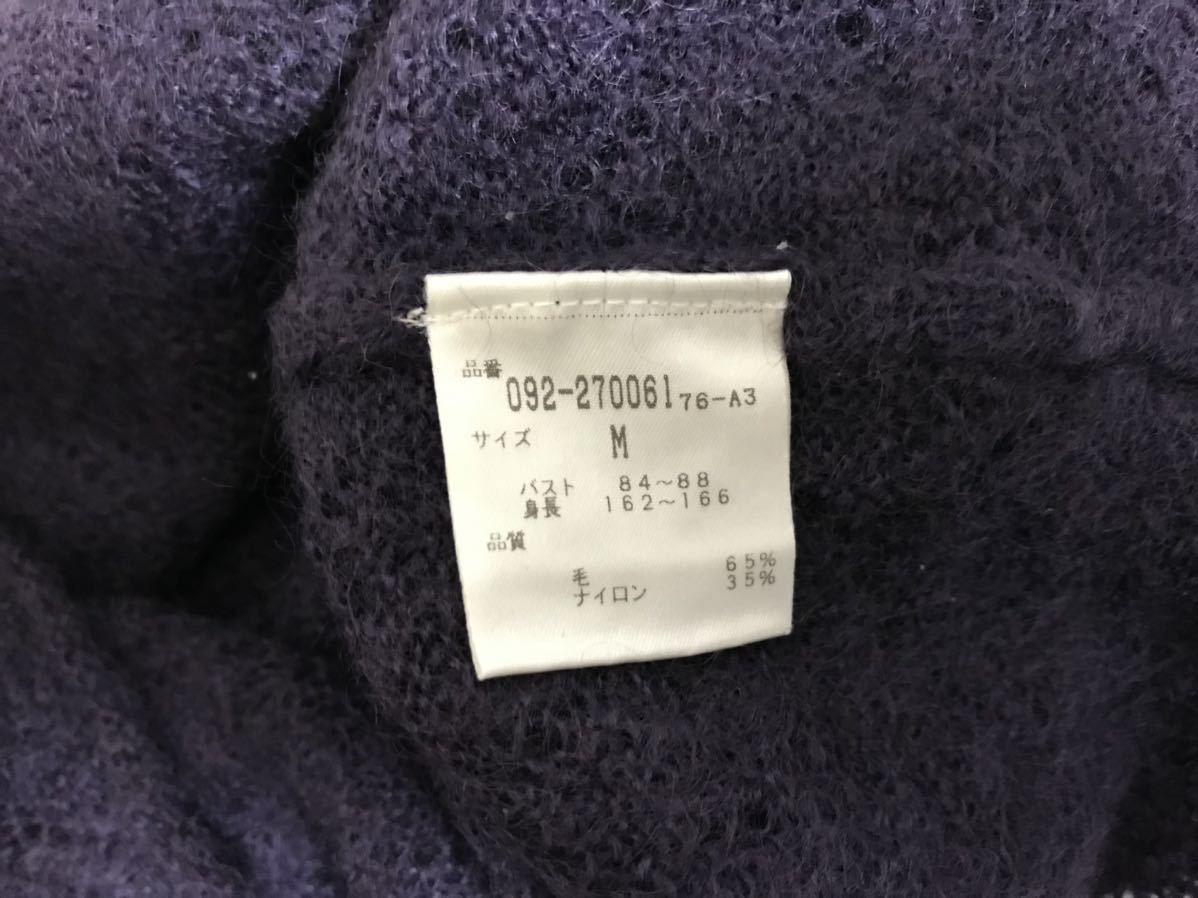 品番
092-270061 76-A3
サイズ M
バスト 84～88
身長 162～166
品質
毛 65%
ナイロン 35%